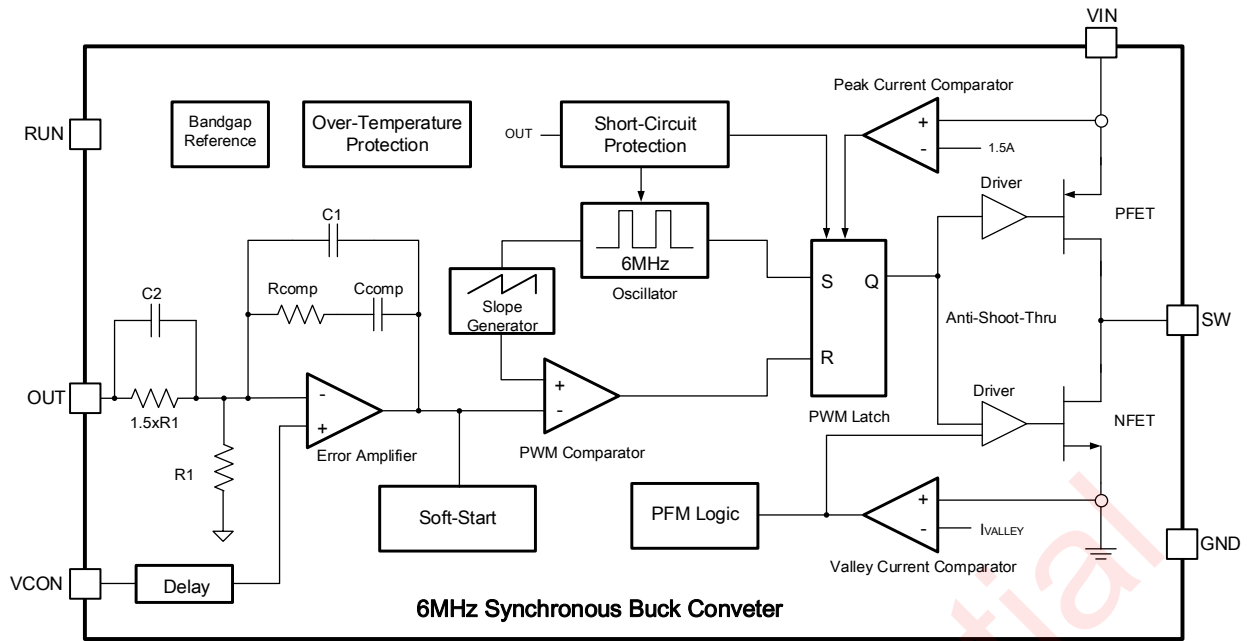 VIN
Peak Current Comparator
RUN
Bandgap
Reference
Over-Temperature
Protection
OUT
Short-Circuit
Protection
+
-
1.5A
Driver
PFET
C1
6MHz
Oscillator
Rcomp
Ccomp
Slope
Generator
S
Q
R
PWM Latch
Anti-Shoot-Thru
SW
C2
OUT
1.5xR1
-
+
Error Amplifier
+
-
PWM Comparator
Driver
NFET
R1
Soft-Start
PFM Logic
+
-
IVALLEY
Valley Current Comparator
GND
VCON
Delay
6MHz Synchronous Buck Conveter
tial